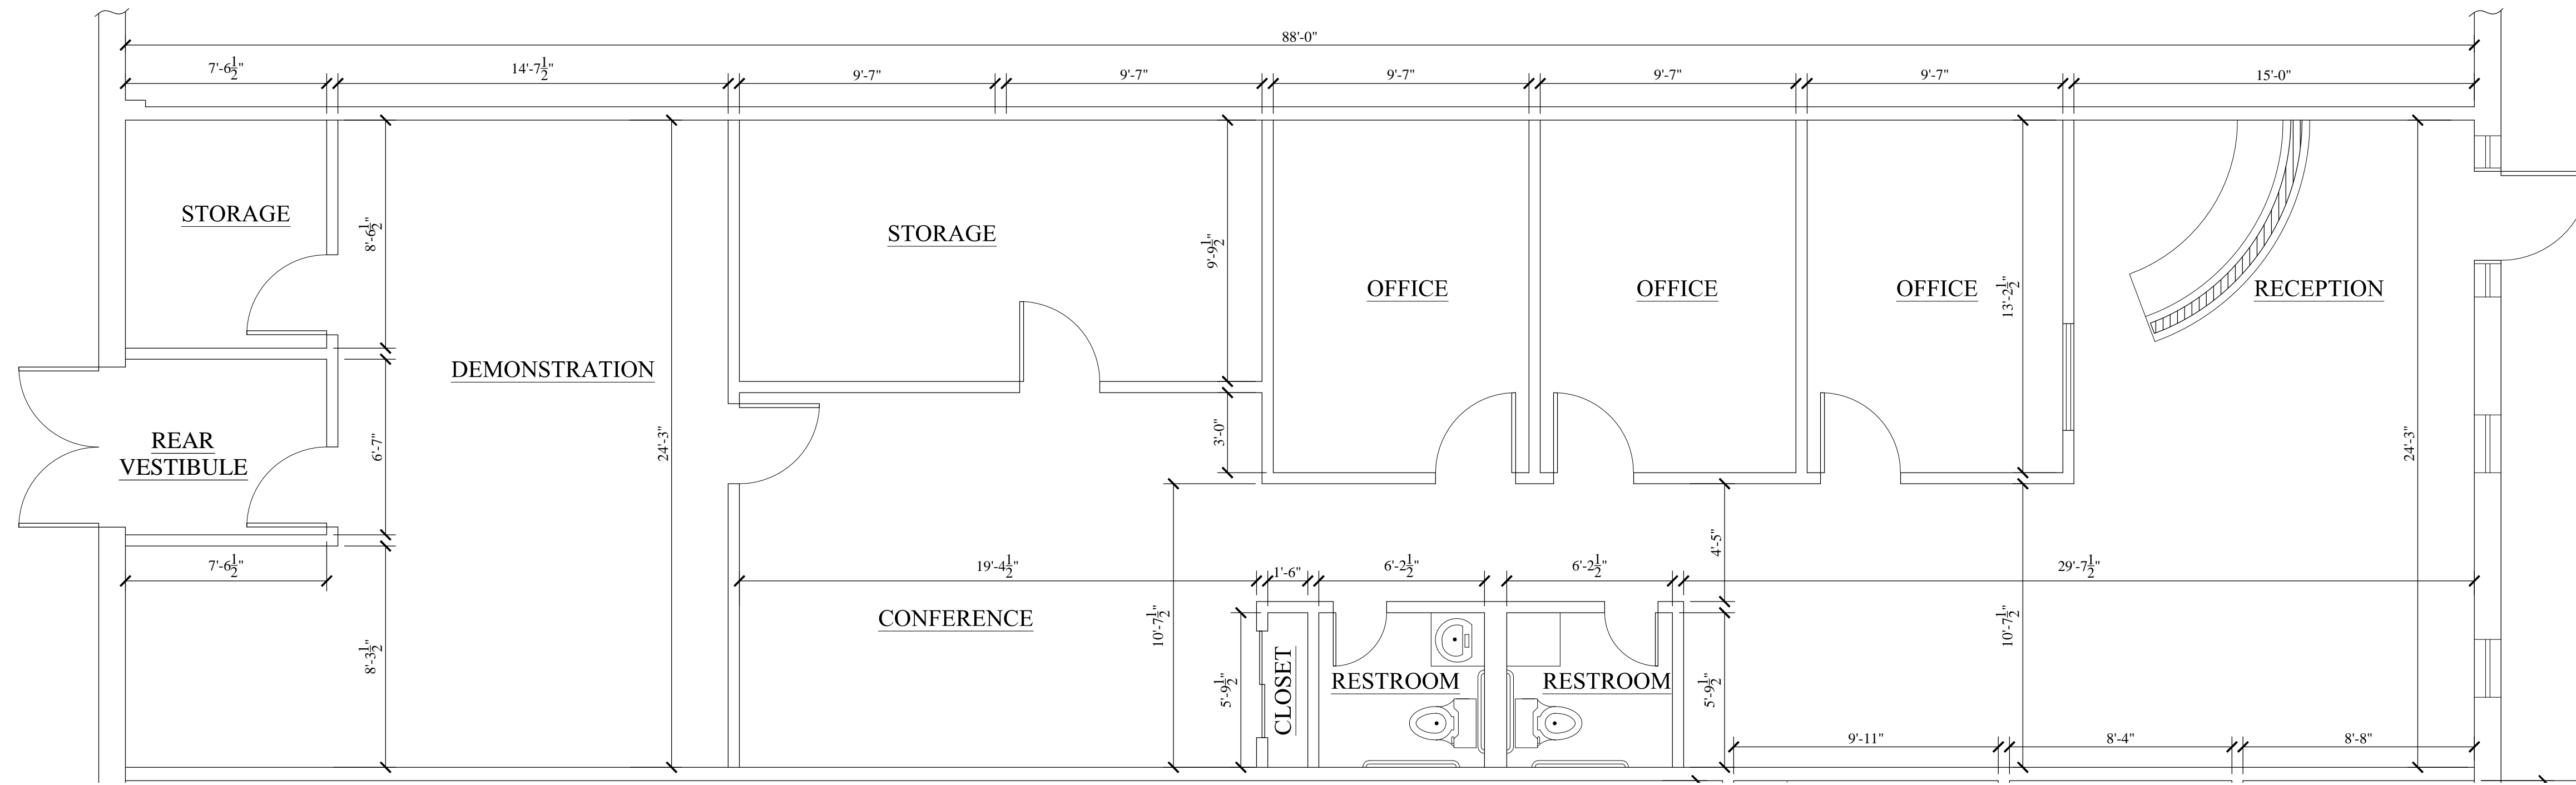 88'-0"
7'-6 1/2"
14'-7 1/2"
9'-7"
9'-7"
9'-7"
9'-7"
9'-7"
15'-0"
STORAGE
8'-6 1/2"
STORAGE
9'-9 1/2"
OFFICE
OFFICE
OFFICE
13'-2 1/2"
RECEPTION
DEMONSTRATION
REAR
VESTIBULE
6'-7"
24'-3"
3'-0"
24'-3"
7'-6 1/2"
19'-4 1/2"
1'-6"
6'-2 1/2"
6'-2 1/2"
4'-5"
29'-7 1/2"
CONFERENCE
8'-3 1/2"
10'-7 1/2"
5'-9 1/2"
CLOSET
RESTROOM
RESTROOM
5'-9 1/2"
10'-7 1/2"
9'-11"
8'-4"
8'-8"